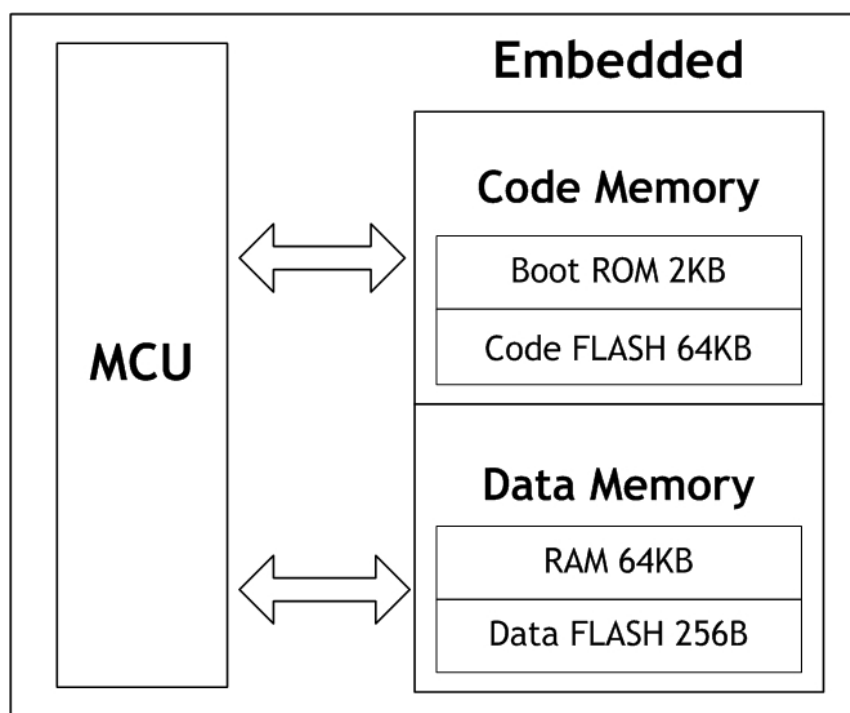 Embedded
MCU
Code Memory
Boot ROM 2KB
Code FLASH 64KB
Data Memory
RAM 64KB
Data FLASH 256B